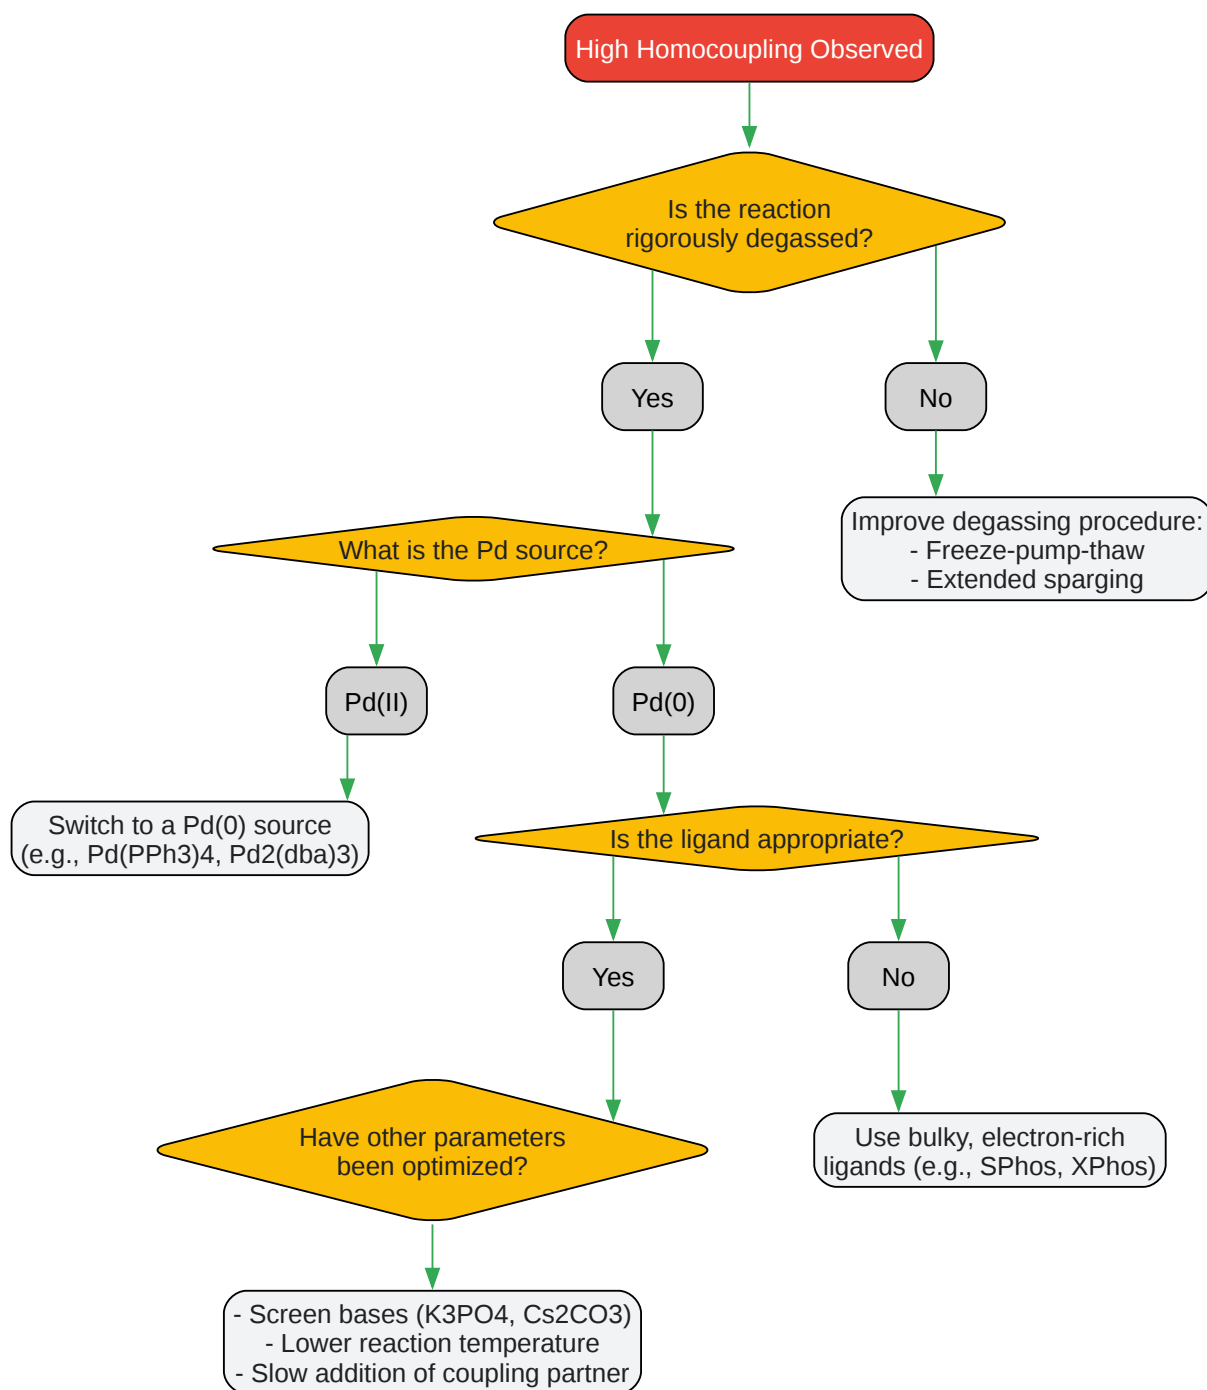 High Homocoupling Observed
Is the reaction
rigorously degassed?
Yes
No
Improve degassing procedure:
- Freeze-pump-thaw
- Extended sparging
What is the Pd source?
Pd(II)
Pd(0)
Switch to a Pd(0) source
(e.g., Pd(PPh3)4, Pd2(dba)3)
Is the ligand appropriate?
Yes
No
Use bulky, electron-rich
ligands (e.g., SPhos, XPhos)
Have other parameters
been optimized?
- Screen bases (K3PO4, Cs2CO3)
- Lower reaction temperature
- Slow addition of coupling partner